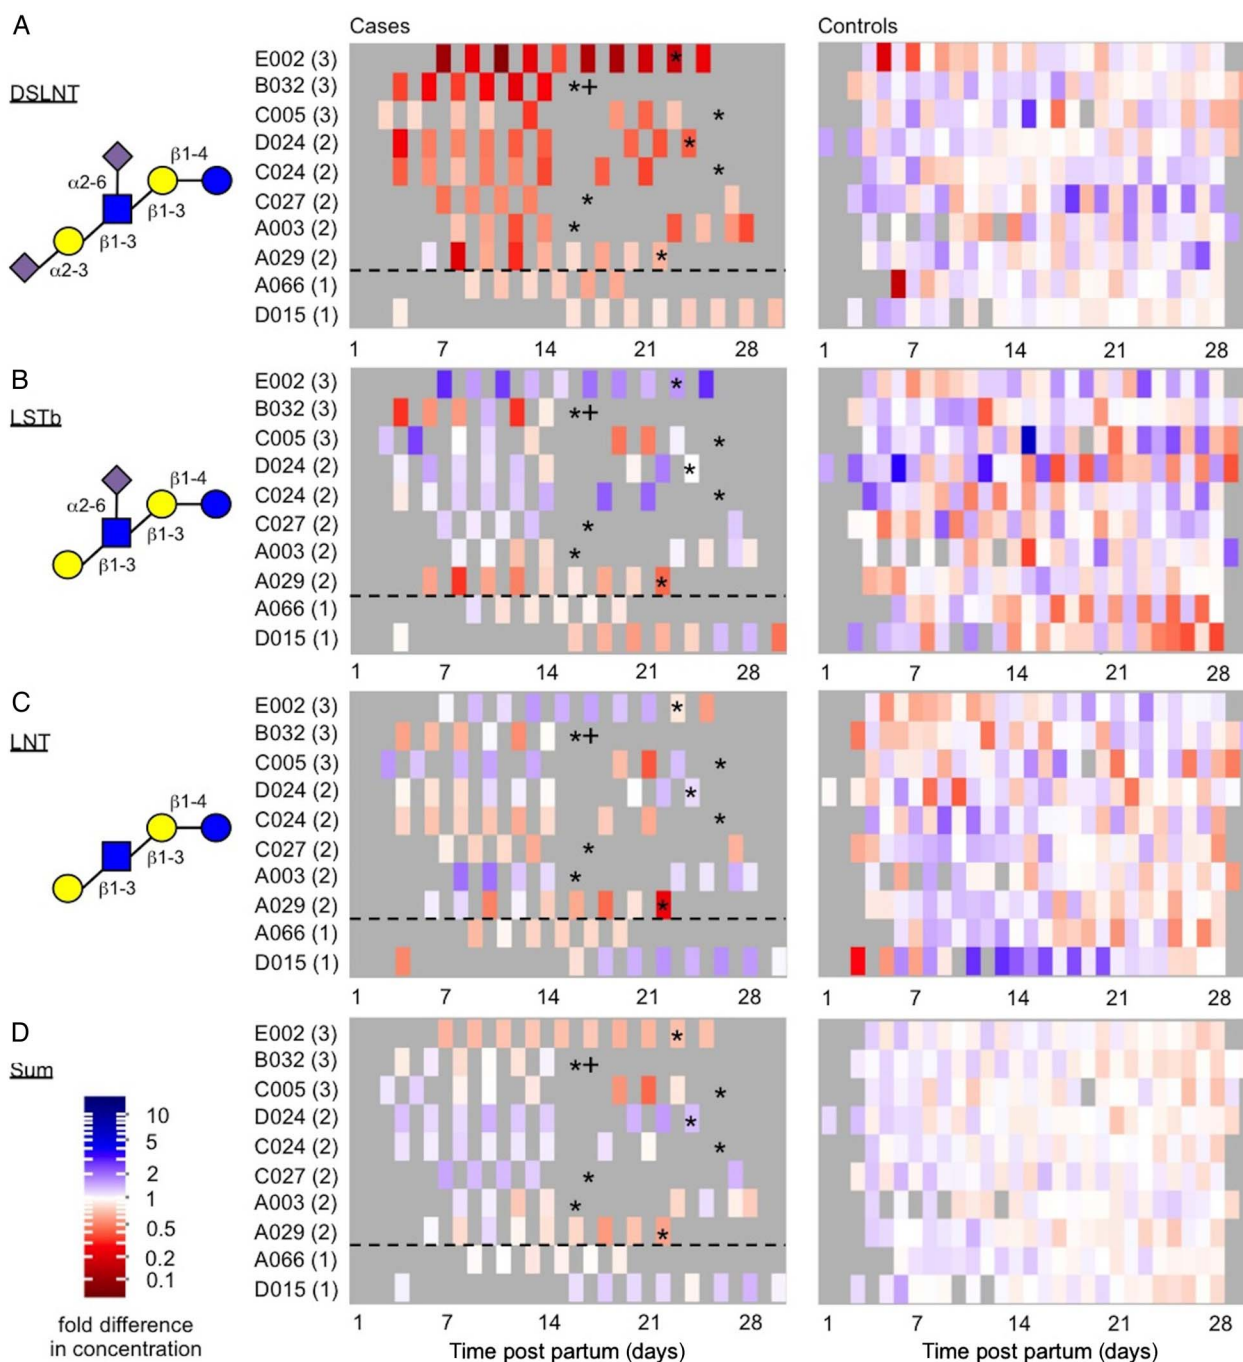 A
Cases
Controls
DSLNT
β1-4
α2-6
β1-3
β1-3
α2-3
E002 (3)
B032 (3)
*+
C005 (3)
D024 (2)
C024 (2)
C027 (2)
A003 (2)
A029 (2)
A066 (1)
D015 (1)
1 7 14 21 28
1 7 14 21 28
B
LSTb
β1-4
α2-6
β1-3
β1-3
E002 (3)
B032 (3)
*+
C005 (3)
D024 (2)
C024 (2)
C027 (2)
A003 (2)
A029 (2)
A066 (1)
D015 (1)
1 7 14 21 28
1 7 14 21 28
C
LNT
β1-4
β1-3
β1-3
E002 (3)
B032 (3)
*+
C005 (3)
D024 (2)
C024 (2)
C027 (2)
A003 (2)
A029 (2)
A066 (1)
D015 (1)
1 7 14 21 28
1 7 14 21 28
D
Sum
10
5
2
1
0.5
0.2
0.1
fold difference
in concentration
E002 (3)
B032 (3)
*+
C005 (3)
D024 (2)
C024 (2)
C027 (2)
A003 (2)
A029 (2)
A066 (1)
D015 (1)
1 7 14 21 28
Time post partum (days)
1 7 14 21 28
Time post partum (days)